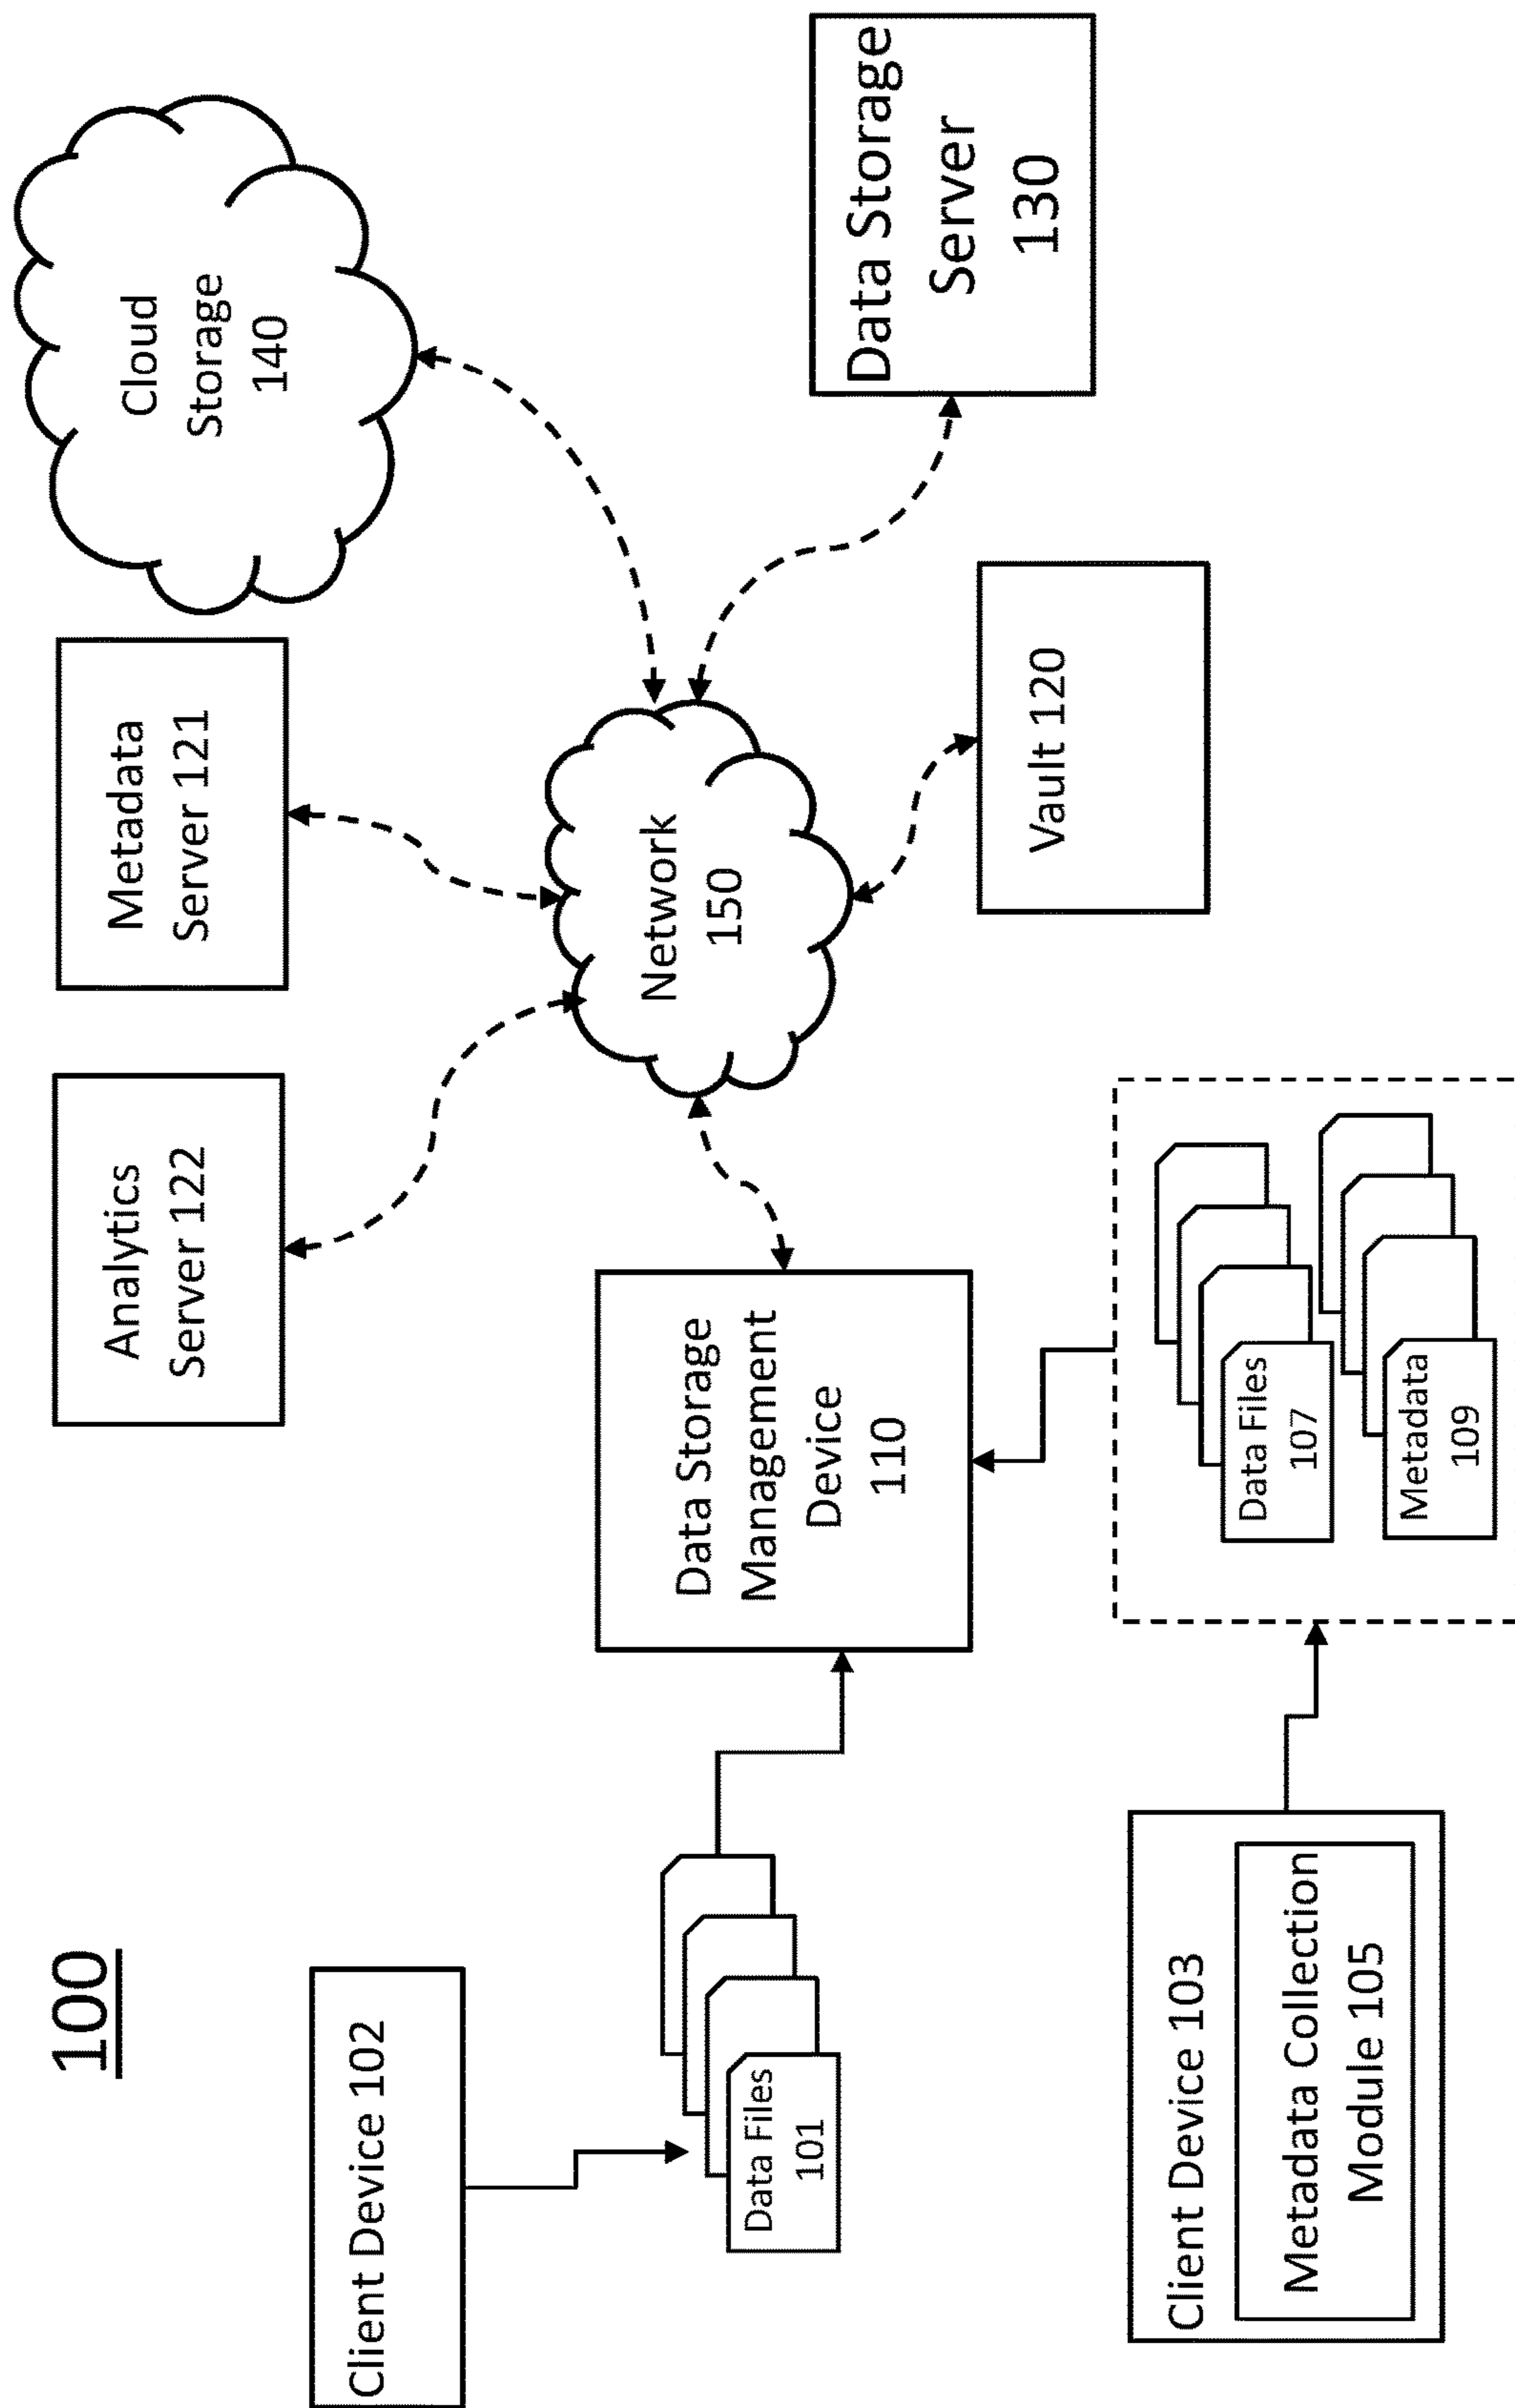 100
Client Device 102
Data Files
101
Client Device 103
Metadata Collection
Module 105
Data Files
107
Metadata
109
Data Storage
Management
Device
110
Analytics
Server 122
Metadata
Server 121
Network
150
Vault 120
Cloud
Storage
140
Data Storage
Server
130